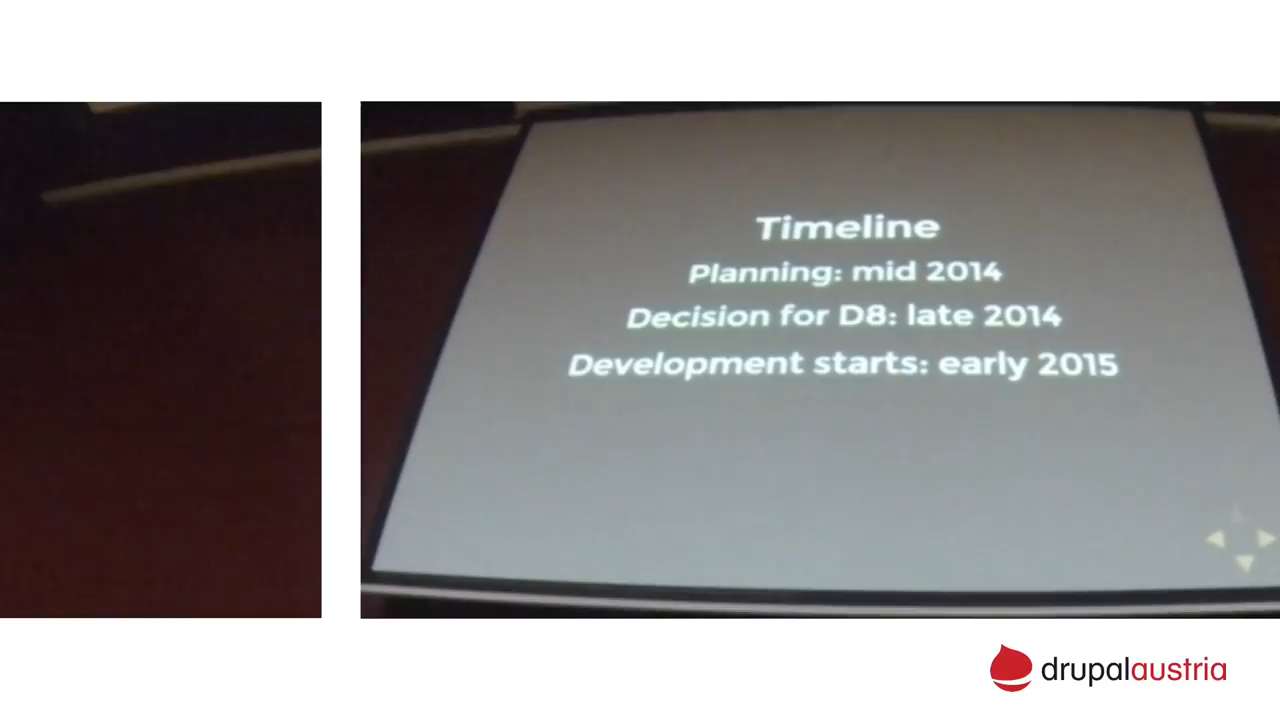 Timeline
Planning: mid 2014
Decision for D8: late 2014
Development starts: early 2015
drupalaustria